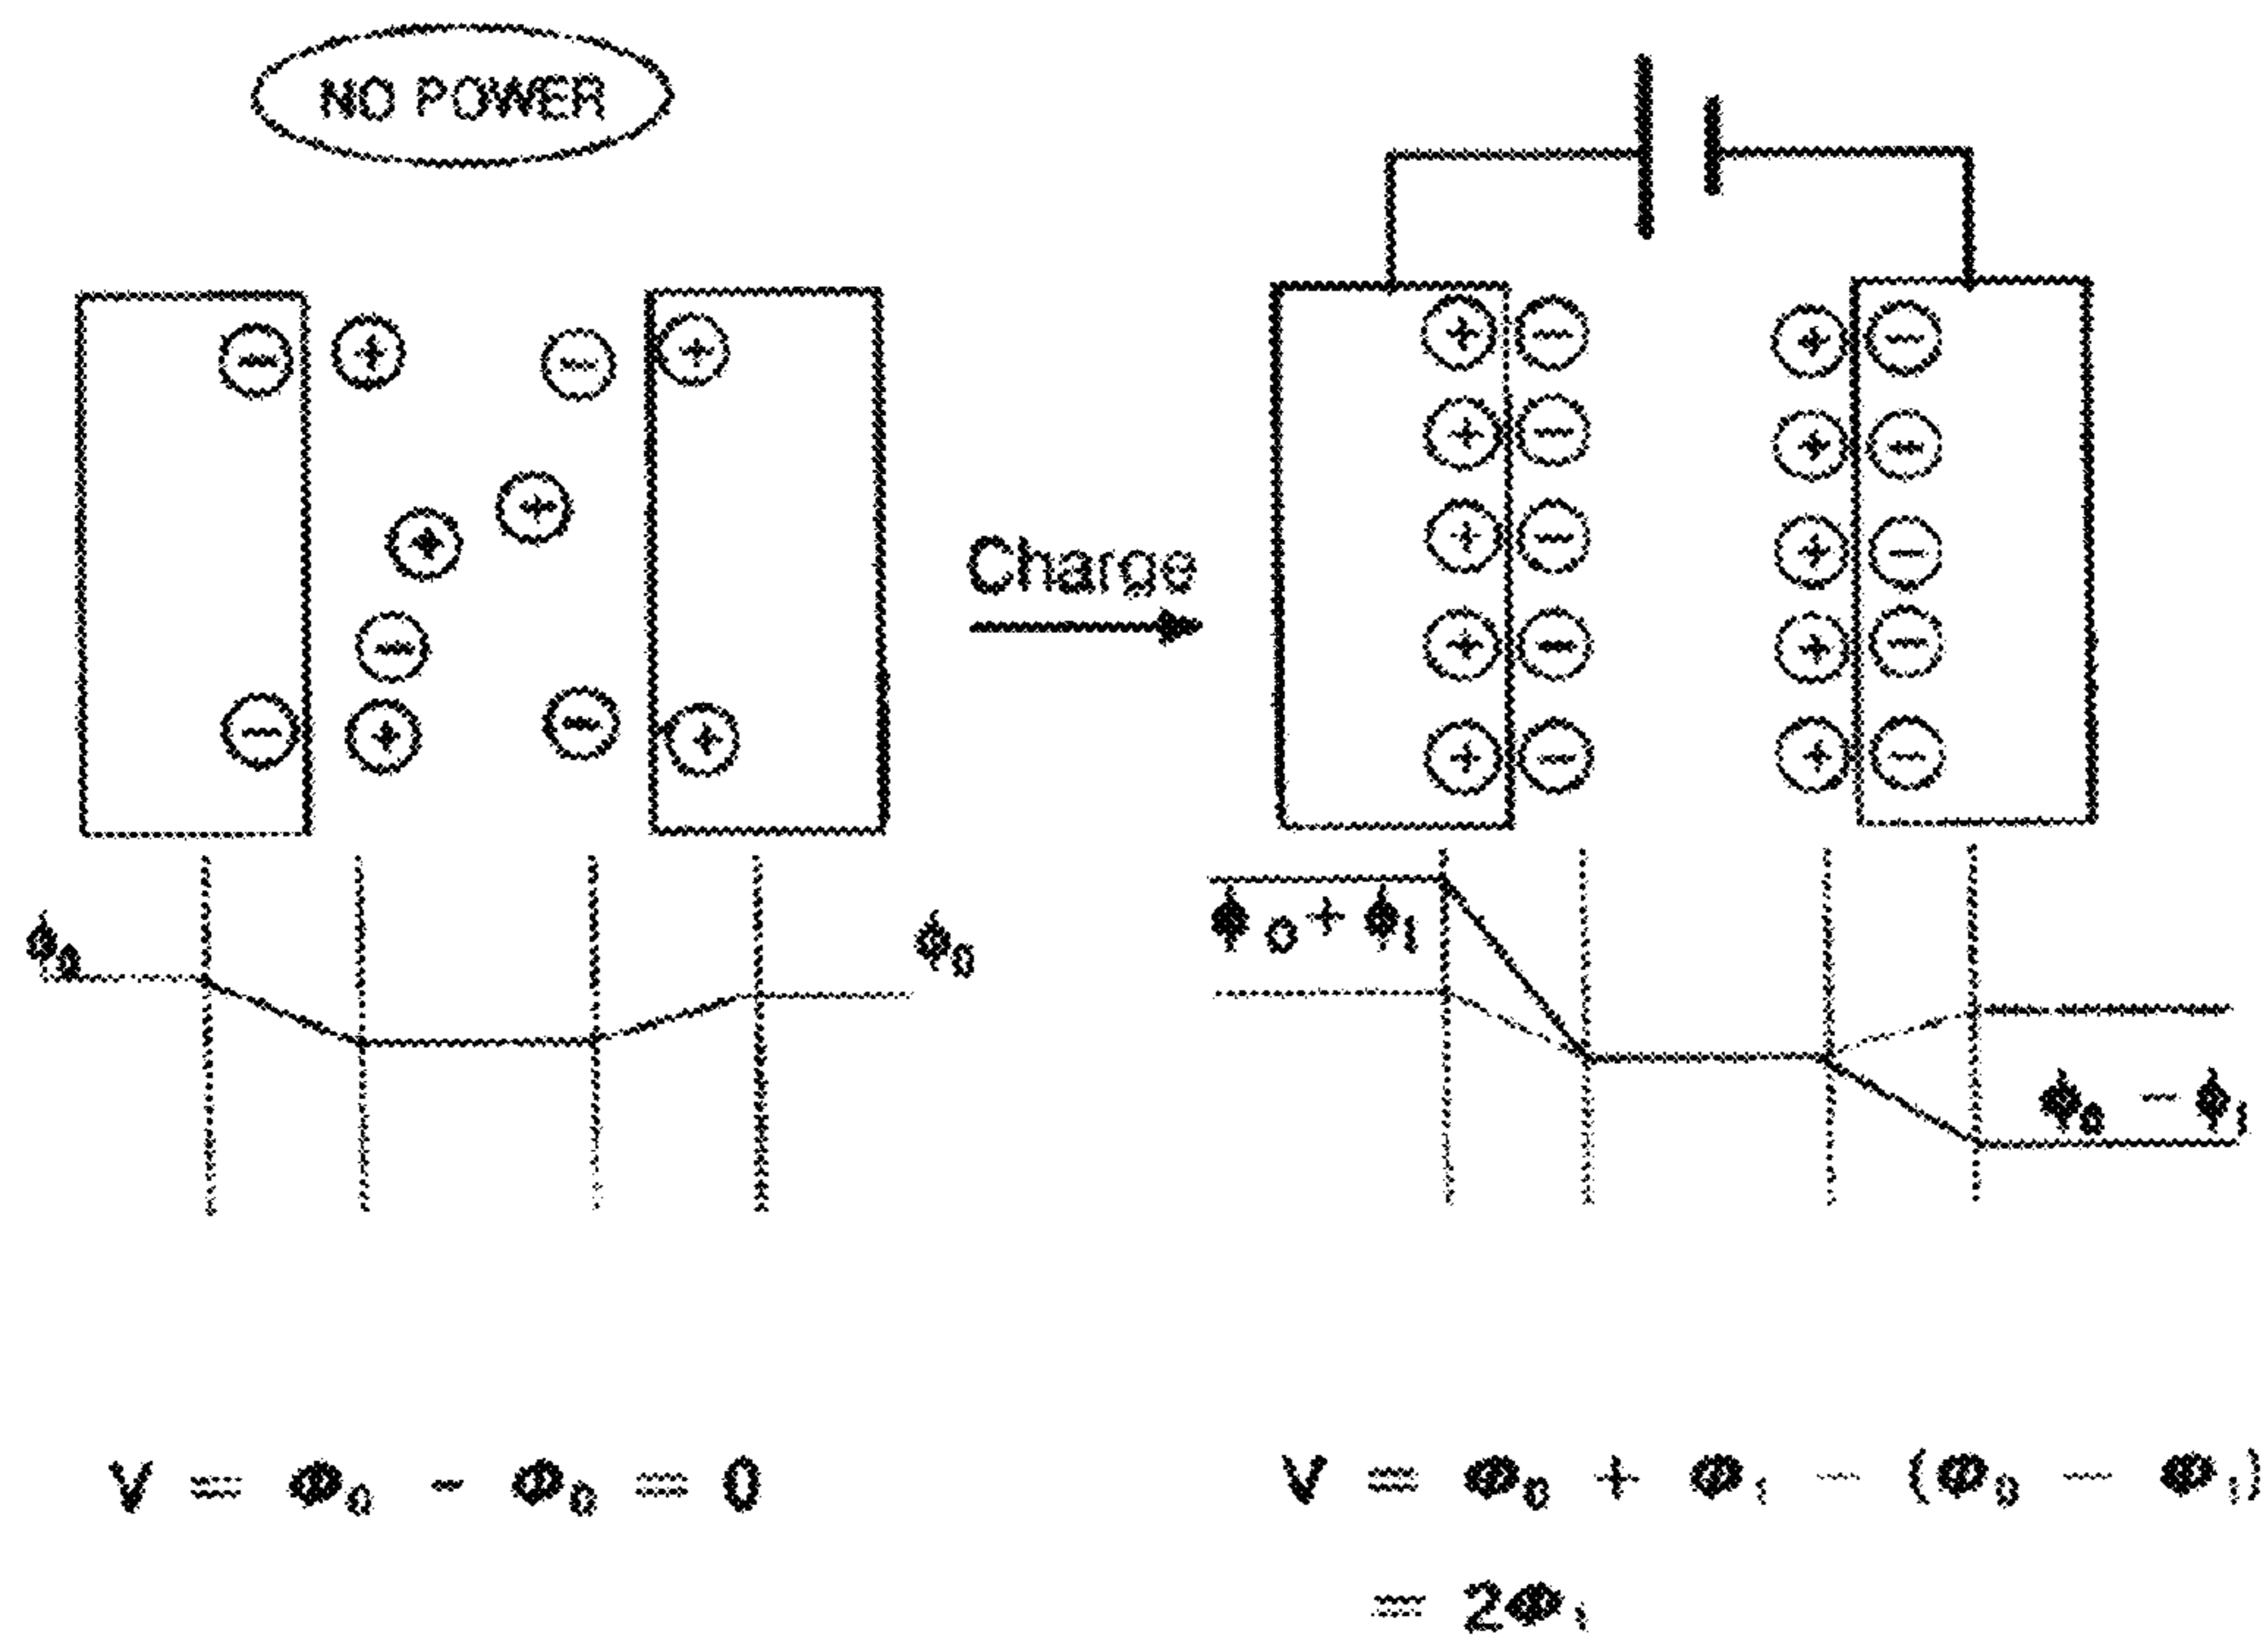 NO POWER
Charge
ϕ0
ϕ0
ϕ0 + ϕ1
ϕ0 − ϕ1
V = Φ0 - Φ0 = 0
V = Φ0 + Φ1 − (Φ0 − Φ1)
= 2Φ1